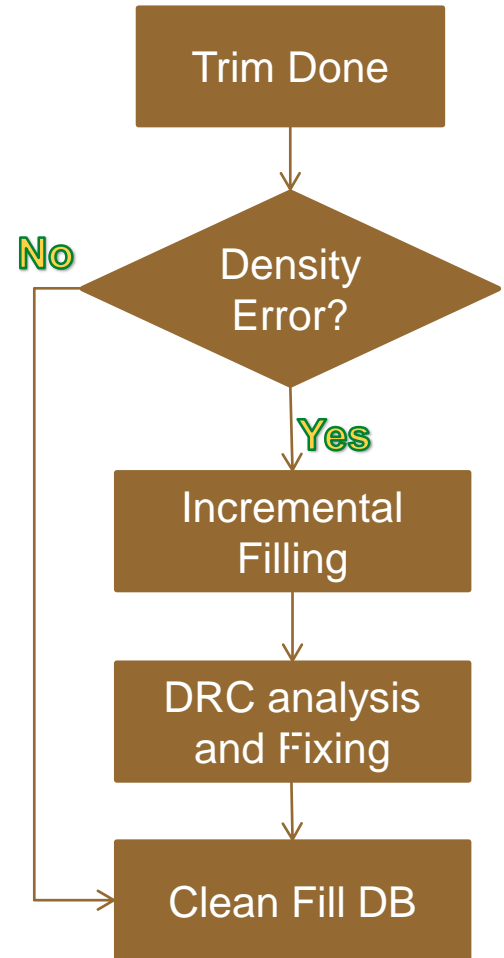 Trim Done
No
Density
Error?
Yes
Incremental
Filling
DRC analysis
and Fixing
Clean Fill DB